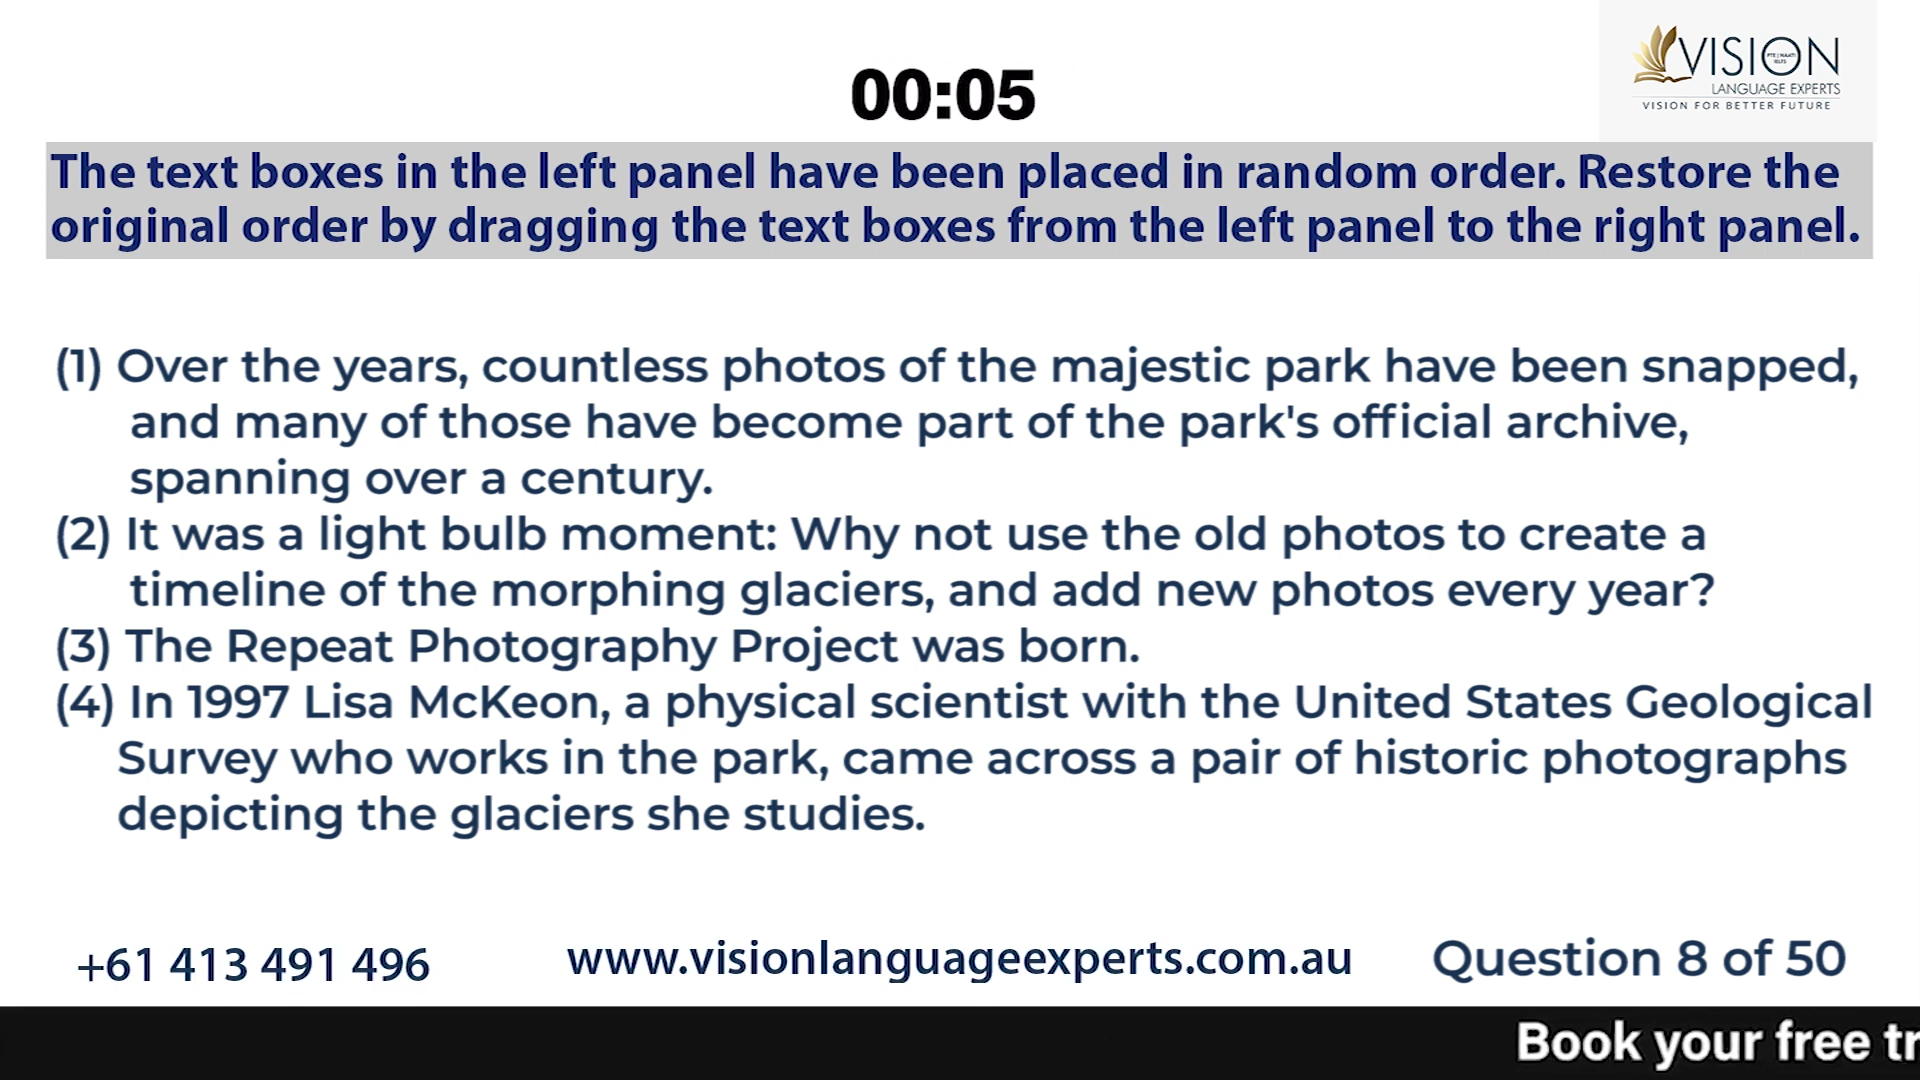 VISION
PTE | NAATI
IELTS
LANGUAGE EXPERTS
VISION FOR BETTER FUTURE
00:05
The text boxes in the left panel have been placed in random order. Restore the
original order by dragging the text boxes from the left panel to the right panel.
(1) Over the years, countless photos of the majestic park have been snapped,
and many of those have become part of the park's official archive,
spanning over a century.
(2) It was a light bulb moment: Why not use the old photos to create a
timeline of the morphing glaciers, and add new photos every year?
(3) The Repeat Photography Project was born.
(4) In 1997 Lisa McKeon, a physical scientist with the United States Geological
Survey who works in the park, came across a pair of historic photographs
depicting the glaciers she studies.
+61 413 491 496
www.visionlanguageexperts.com.au
Question 8 of 50
Book your free tr